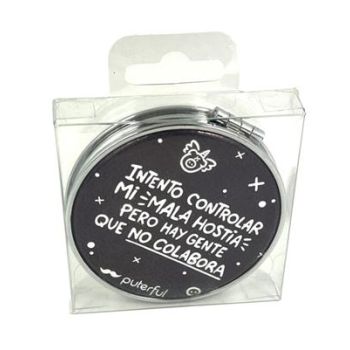 INTENTO CONTROLAR
MI MALA HOSTIA
PERO HAY GENTE
QUE NO COLABORA
puterful